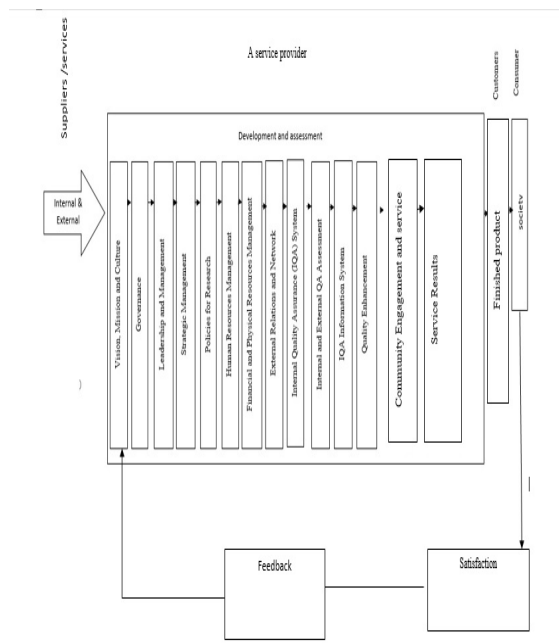 Suppliers /services
A service provider
Customers
Consumer
Development and assessment
Internal &
External
Vision, Mission and Culture
Governance
Leadership and Management
Strategic Management
Policies for Research
Human Resources Management
Financial and Physical Resources Management
External Relations and Network
Internal Quality Assurance (IQA) System
Internal and External QA Assessment
IQA Information System
Quality Enhancement
Community Engagement and service
Service Results
Finished product
society
Feedback
Satisfaction